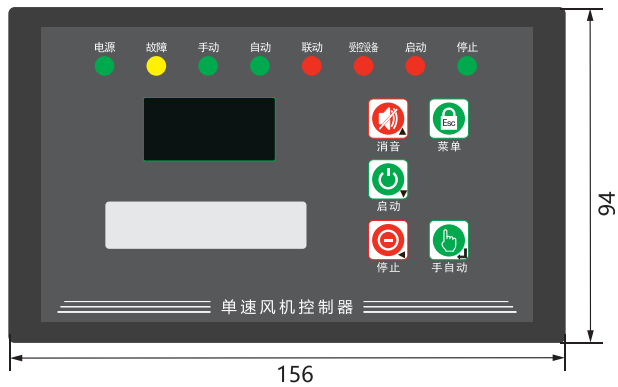 电源 故障 手动 自动 联动 受控设备 启动 停止
消音 菜单
Esc
启动
停止 手自动
单速风机控制器
94
156